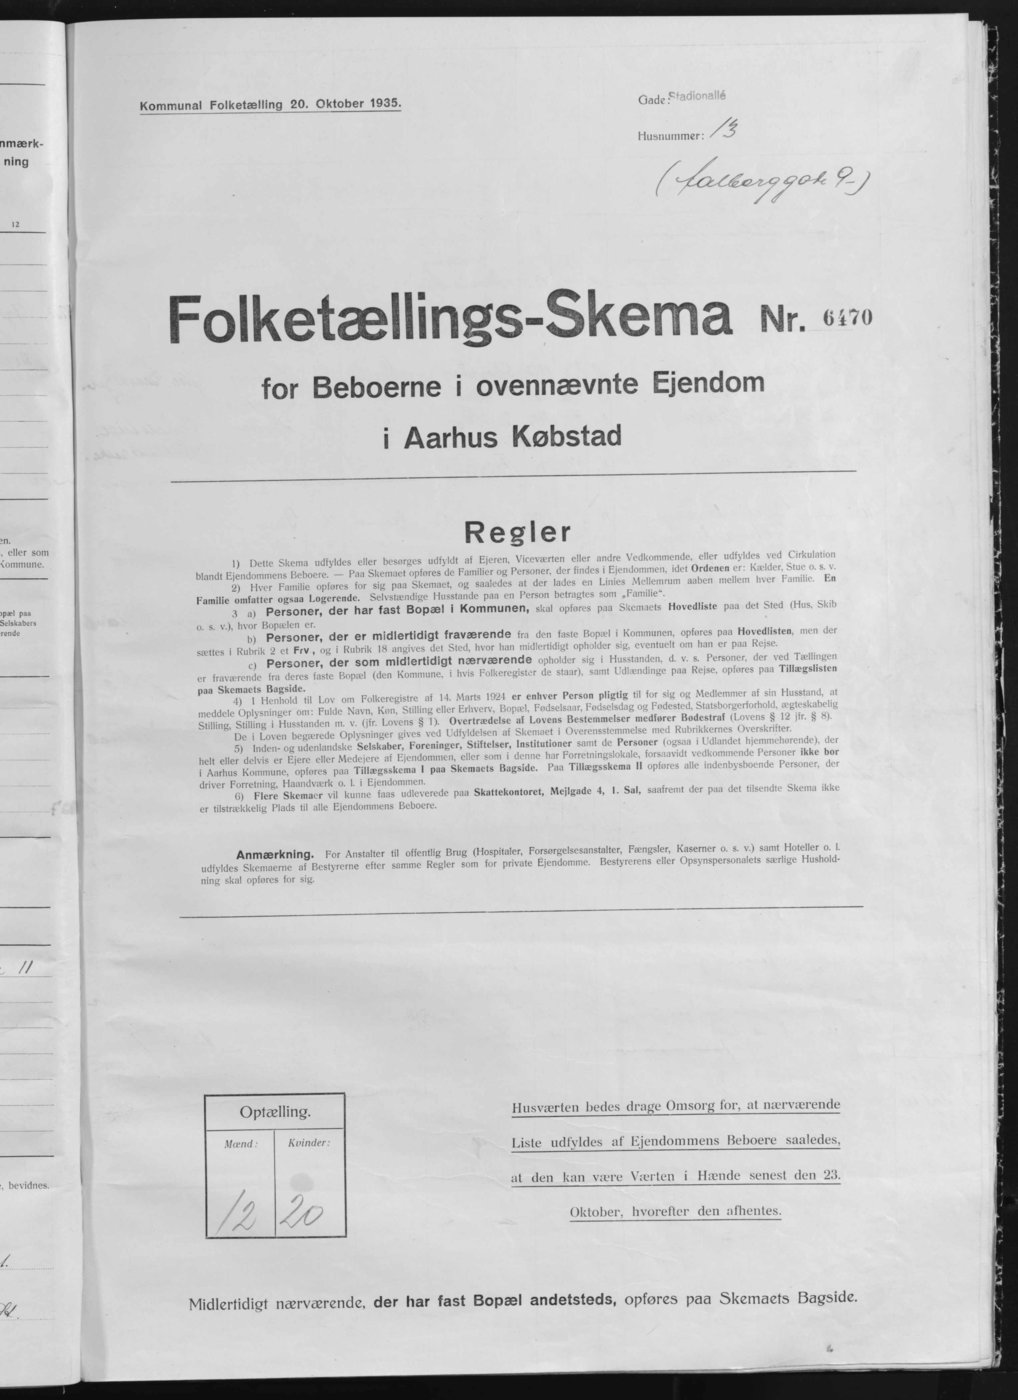 nmærk-
ning
12
en.
, eller som
Kommune.
opæl paa
Selskabers
rende
11
, bevidnes.
Kommunal Folketælling 20. Oktober 1935.
Gade: Stadionallé
Husnummer: 13
(Aalborggade 9-)
Folketællings-Skema Nr. 6470
for Beboerne i ovennævnte Ejendom
i Aarhus Købstad
Regler
1) Dette Skema udfyldes eller besørges udfyldt af Ejeren, Viceværten eller andre Vedkommende, eller udfyldes ved Cirkulation
blandt Ejendommens Beboere. — Paa Skemaet opføres de Familier og Personer, der findes i Ejendommen, idet Ordenen er: Kælder, Stue o. s. v.
2) Hver Familie opføres for sig paa Skemaet, og saaledes at der lades en Linies Mellemrum aaben mellem hver Familie. En
Familie omfatter ogsaa Logerende. Selvstændige Husstande paa en Person betragtes som „Familie“.
3 a) Personer, der har fast Bopæl i Kommunen, skal opføres paa Skemaets Hovedliste paa det Sted (Hus, Skib
o. s. v.), hvor Bopælen er.
b) Personer, der er midlertidigt fraværende fra den faste Bopæl i Kommunen, opføres paa Hovedlisten, men der
sættes i Rubrik 2 et Frv., og i Rubrik 18 angives det Sted, hvor han midlertidigt opholder sig, eventuelt om han er paa Rejse.
c) Personer, der som midlertidigt nærværende opholder sig i Husstanden, d. v. s. Personer, der ved Tællingen
er fraværende fra deres faste Bopæl (den Kommune, i hvis Folkeregister de staar), samt Udlændinge paa Rejse, opføres paa Tillægslisten
paa Skemaets Bagside.
4) I Henhold til Lov om Folkeregistre af 14. Marts 1924 er enhver Person pligtig til for sig og Medlemmer af sin Husstand, at
meddele Oplysninger om: Fulde Navn, Køn, Stilling eller Erhverv, Bopæl, Fødselsaar, Fødselsdag og Fødested, Statsborgerforhold, ægteskabelig
Stilling, Stilling i Husstanden m. v. (jfr. Lovens § 1). Overtrædelse af Lovens Bestemmelser medfører Bødestraf (Lovens § 12 jfr. § 8).
De i Loven begærede Oplysninger gives ved Udfyldelsen af Skemaet i Overensstemmelse med Rubrikkernes Overskrifter.
5) Inden- og udenlandske Selskaber, Foreninger, Stiftelser, Institutioner samt de Personer (ogsaa i Udlandet hjemmehørende), der
helt eller delvis er Ejere eller Medejere af Ejendommen, eller som i denne har Forretningslokale, forsaavidt vedkommende Personer ikke bor
i Aarhus Kommune, opføres paa Tillægsskema I paa Skemaets Bagside. Paa Tillægsskema II opføres alle indenbysboende Personer, der
driver Forretning, Haandværk o. l. i Ejendommen.
6) Flere Skemaer vil kunne faas udleverede paa Skattekontoret, Mejlgade 4, 1. Sal, saafremt der paa det tilsendte Skema ikke
er tilstrækkelig Plads til alle Ejendommens Beboere.
Anmærkning. For Anstalter til offentlig Brug (Hospitaler, Forsørgelsesanstalter, Fængsler, Kaserner o. s. v.) samt Hoteller o. l.
udfyldes Skemaerne af Bestyrerne efter samme Regler som for private Ejendomme. Bestyrerens eller Opsynspersonalets særlige Hushold-
ning skal opføres for sig.
Optælling.
Mænd: Kvinder:
12 20
Husværten bedes drage Omsorg for, at nærværende
Liste udfyldes af Ejendommens Beboere saaledes,
at den kan være Værten i Hænde senest den 23.
Oktober, hvorefter den afhentes.
Midlertidigt nærværende, der har fast Bopæl andetsteds, opføres paa Skemaets Bagside.